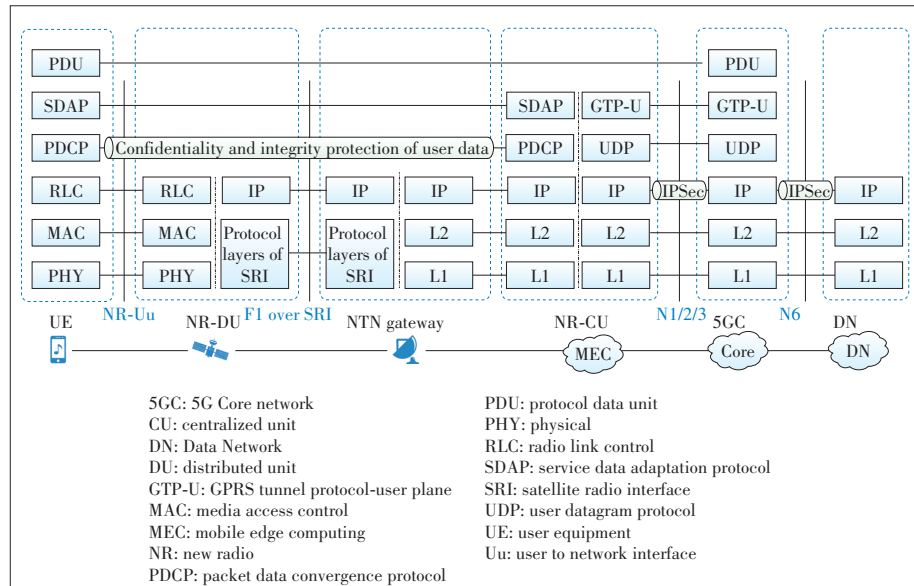 PDU PDU
SDAP SDAP GTP-U GTP-U
PDCP Confidentiality and integrity protection of user data PDCP UDP UDP
RLC RLC IP IP IP IP IP IPSec IP IPSec IP
MAC MAC Protocol layers of SRI Protocol layers of SRI L2 L2 L2 L2 L2
PHY PHY L1 L1 L1 L1 L1
NR-Uu F1 over SRI N1/2/3 N6
UE NR-DU NTN gateway NR-CU 5GC DN
MEC Core DN
5GC: 5G Core network
CU: centralized unit
DN: Data Network
DU: distributed unit
GTP-U: GPRS tunnel protocol-user plane
MAC: media access control
MEC: mobile edge computing
NR: new radio
PDCP: packet data convergence protocol
PDU: protocol data unit
PHY: physical
RLC: radio link control
SDAP: service data adaptation protocol
SRI: satellite radio interface
UDP: user datagram protocol
UE: user equipment
Uu: user to network interface